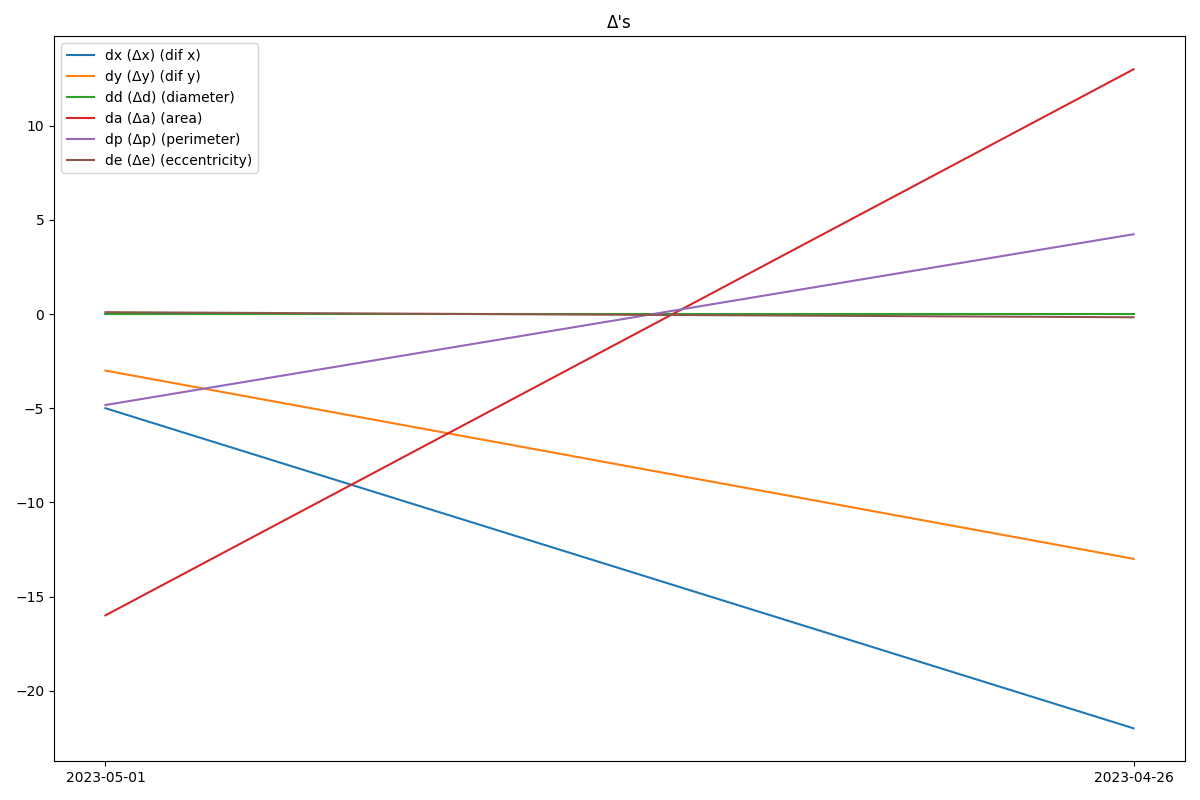 Δ's
dx (Δx) (dif x)
dy (Δy) (dif y)
dd (Δd) (diameter)
da (Δa) (area)
dp (Δp) (perimeter)
de (Δe) (eccentricity)
10
5
0
−5
−10
−15
−20
2023-05-01 2023-04-26